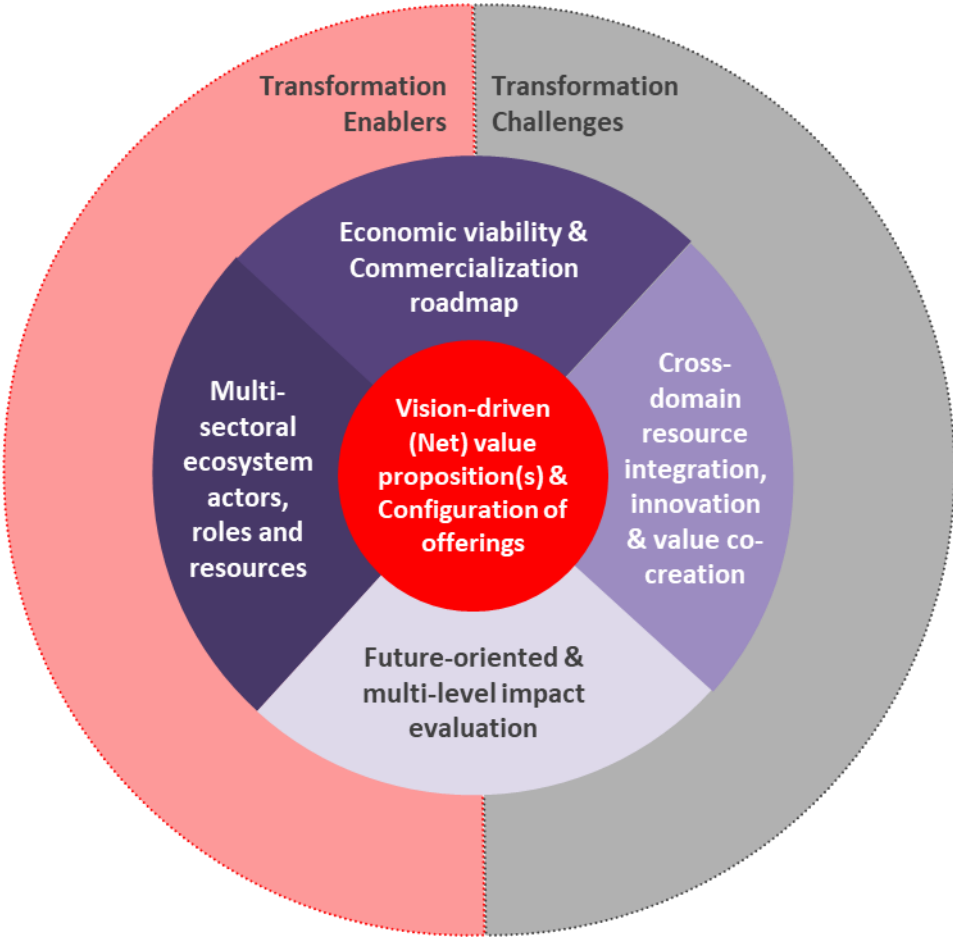 Transformation
Enablers
Transformation
Challenges
Economic viability &
Commercialization
roadmap
Multi-
sectoral
ecosystem
actors,
roles and
resources
Vision-driven
(Net) value
proposition(s) &
Configuration of
offerings
Cross-
domain
resource
integration,
innovation
& value co-
creation
Future-oriented &
multi-level impact
evaluation